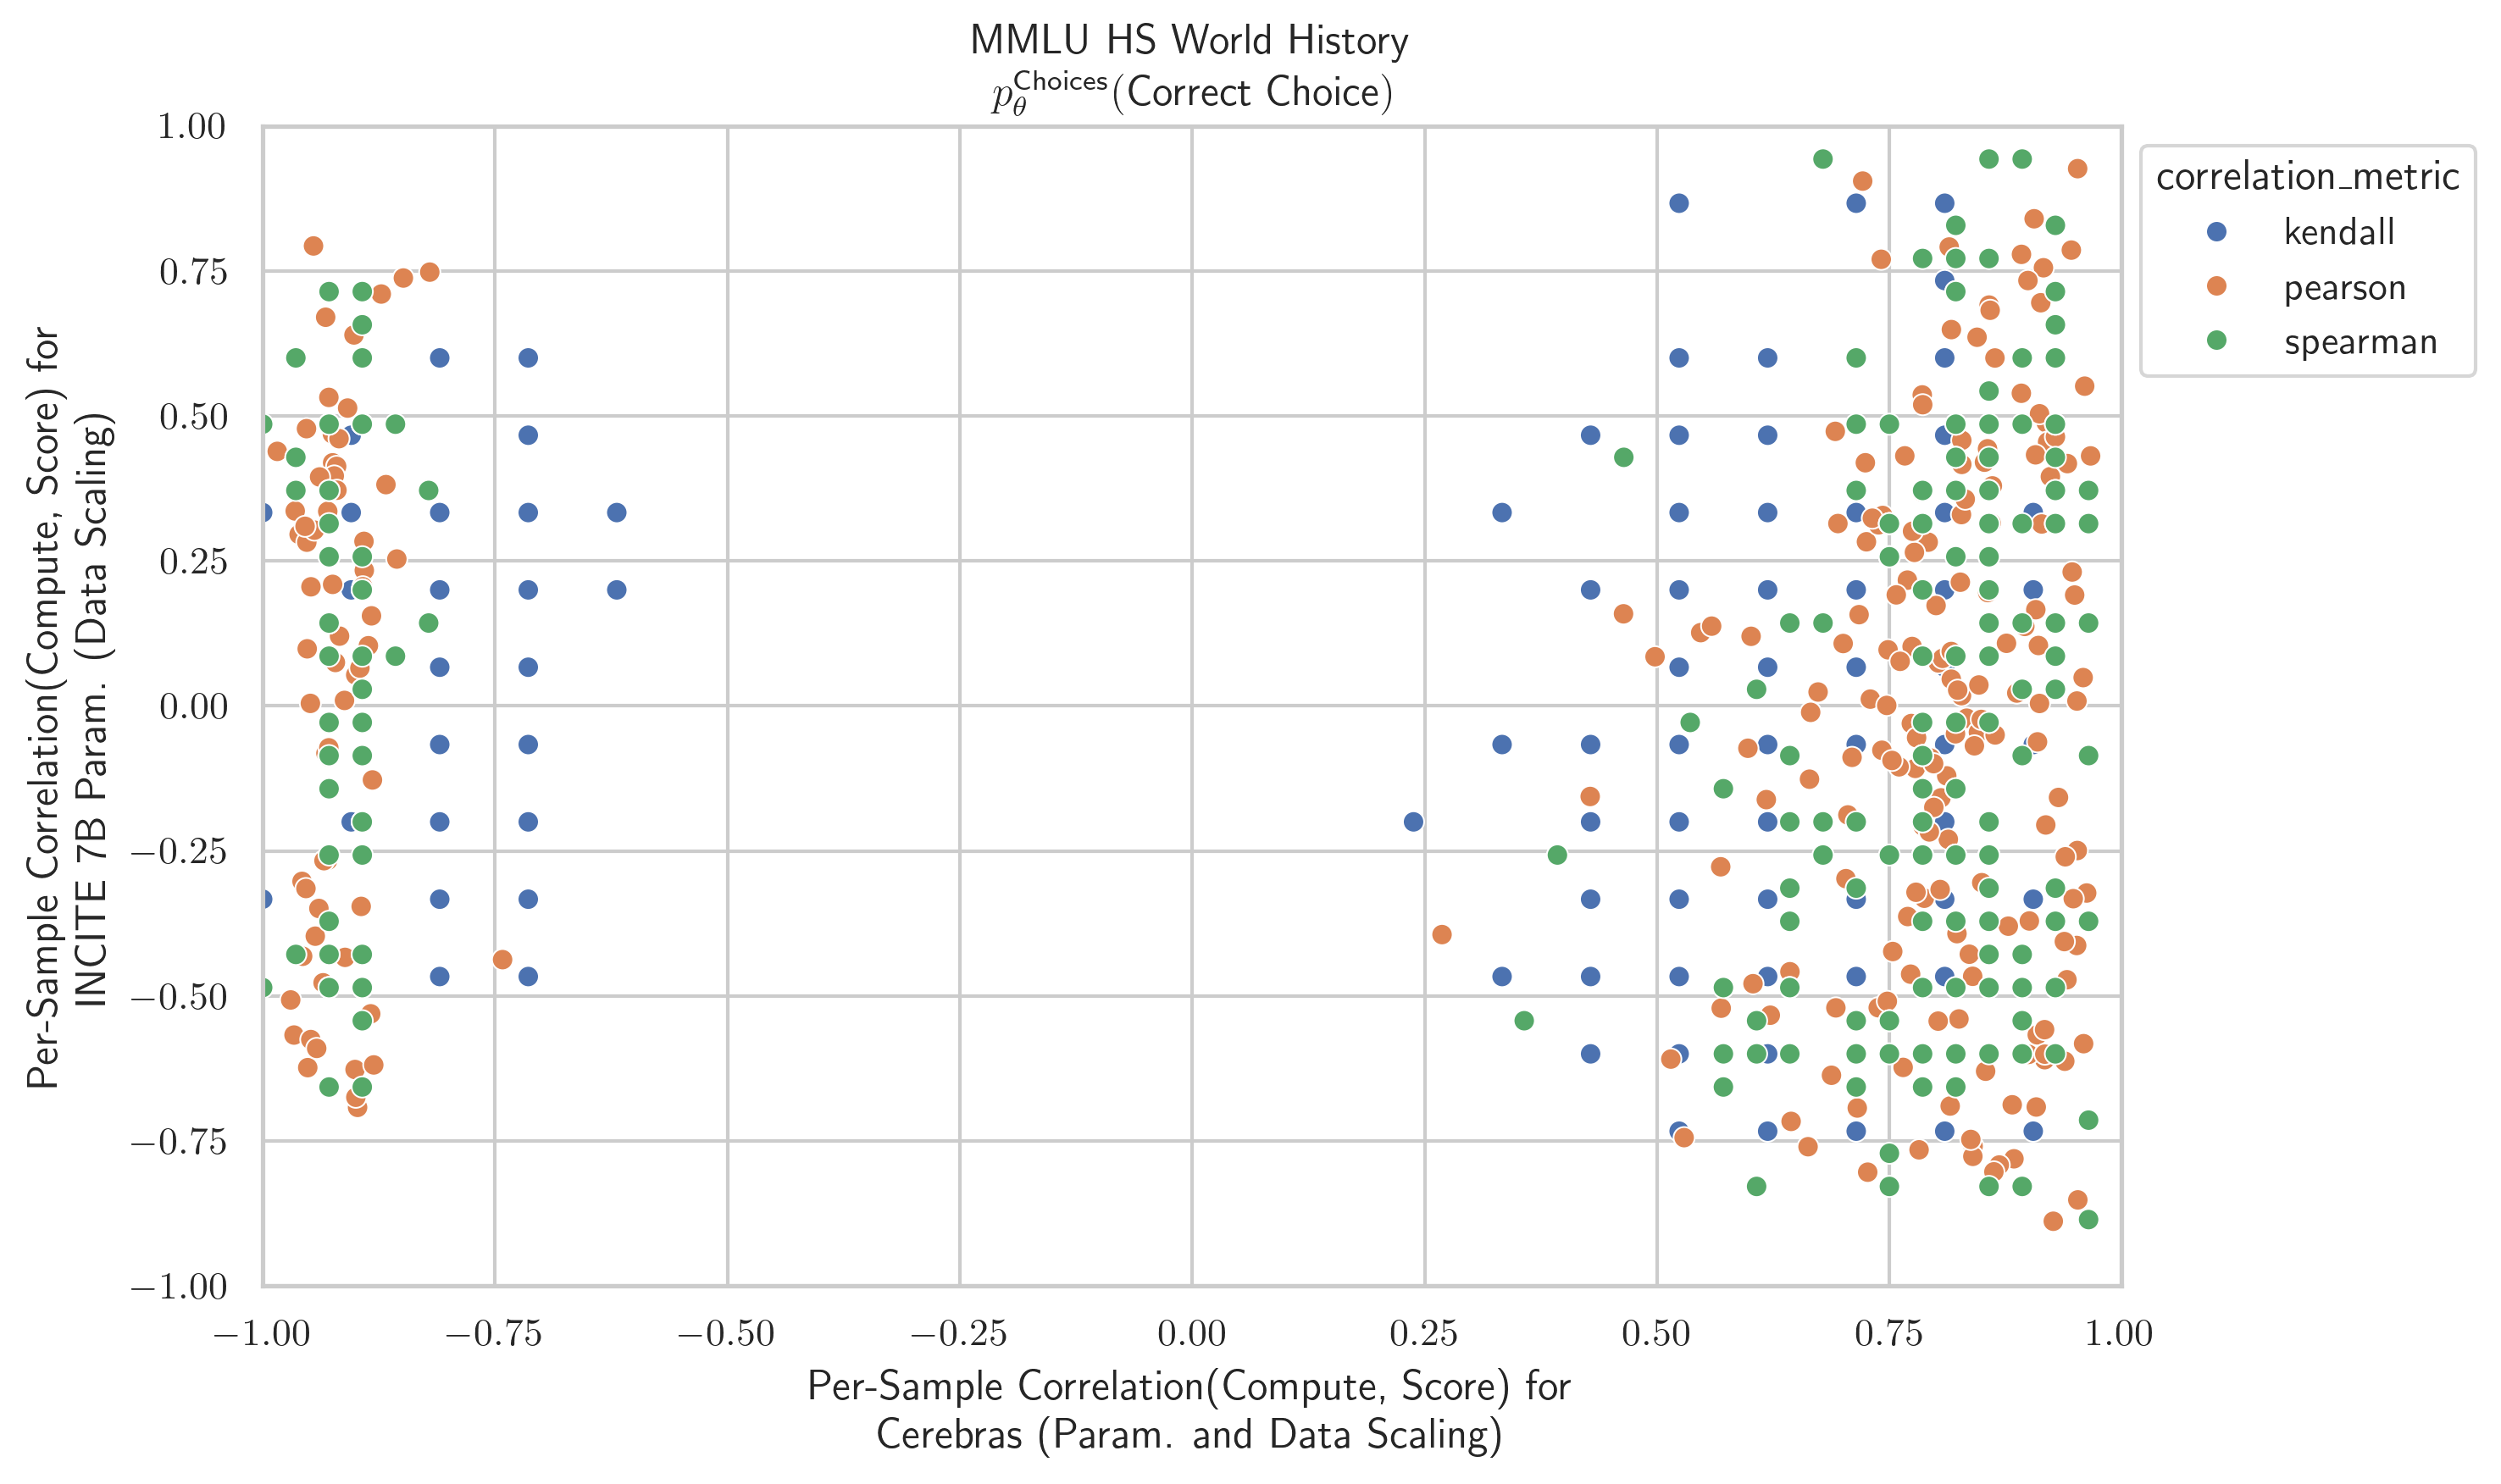 MMLU HS World History
p_θ^Choices(Correct Choice)
1.00
0.75
0.50
0.25
0.00
−0.25
−0.50
−0.75
−1.00
Per-Sample Correlation(Compute, Score) for
INCITE 7B Param. (Data Scaling)
correlation_metric
kendall
pearson
spearman
−1.00
−0.75
−0.50
−0.25
0.00
0.25
0.50
0.75
1.00
Per-Sample Correlation(Compute, Score) for
Cerebras (Param. and Data Scaling)